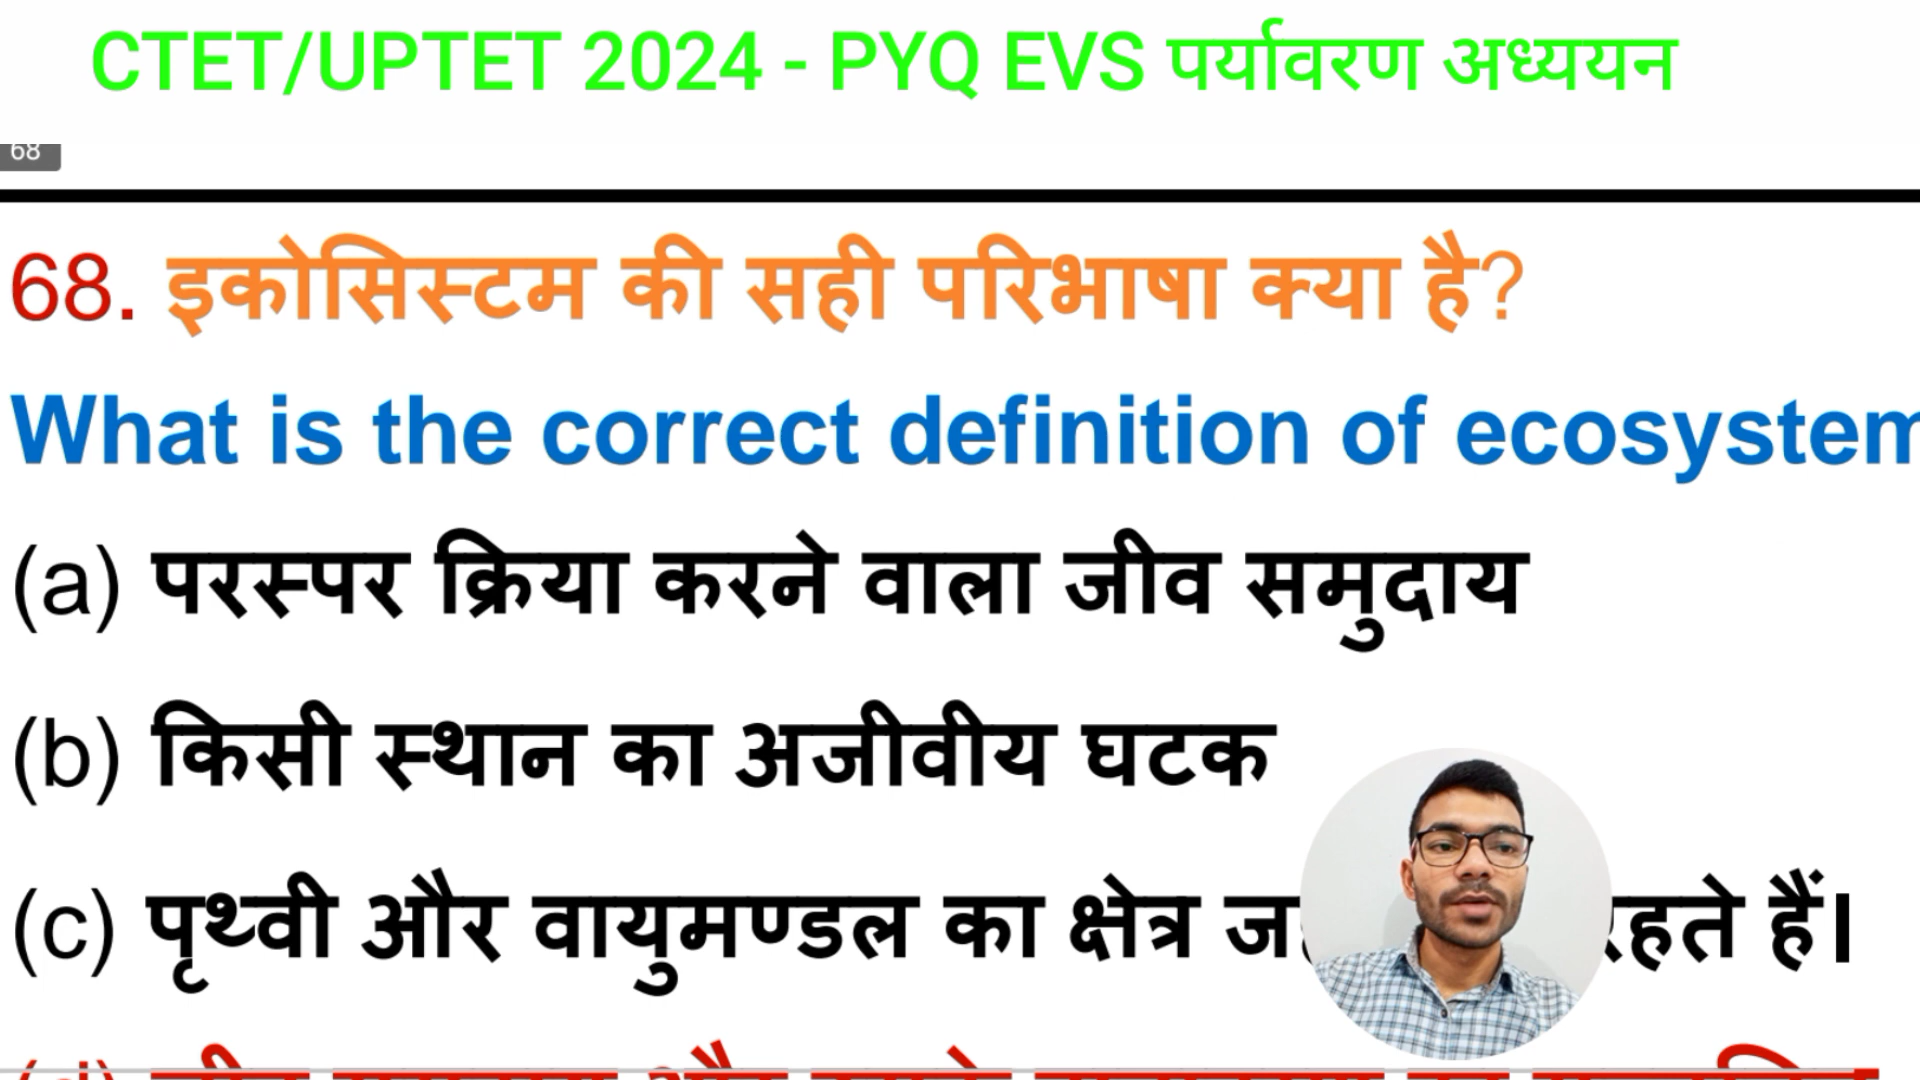 CTET/UPTET 2024 - PYQ EVS पर्यावरण अध्ययन
68
68. इकोसिस्टम की सही परिभाषा क्या है?
What is the correct definition of ecosystem
(a) परस्पर क्रिया करने वाला जीव समुदाय
(b) किसी स्थान का अजीवीय घटक
(c) पृथ्वी और वायुमण्डल का क्षेत्र रहते हैं।